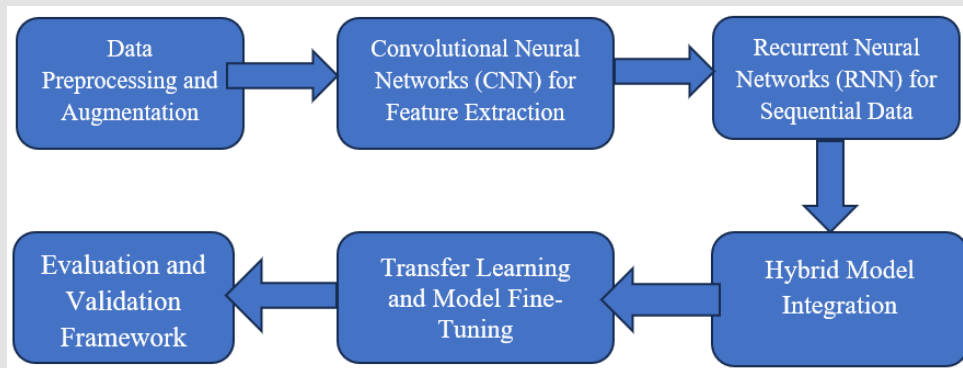 Data
Preprocessing and
Augmentation
Convolutional Neural
Networks (CNN) for
Feature Extraction
Recurrent Neural
Networks (RNN) for
Sequential Data
Hybrid Model
Integration
Transfer Learning
and Model Fine-
Tuning
Evaluation and
Validation
Framework